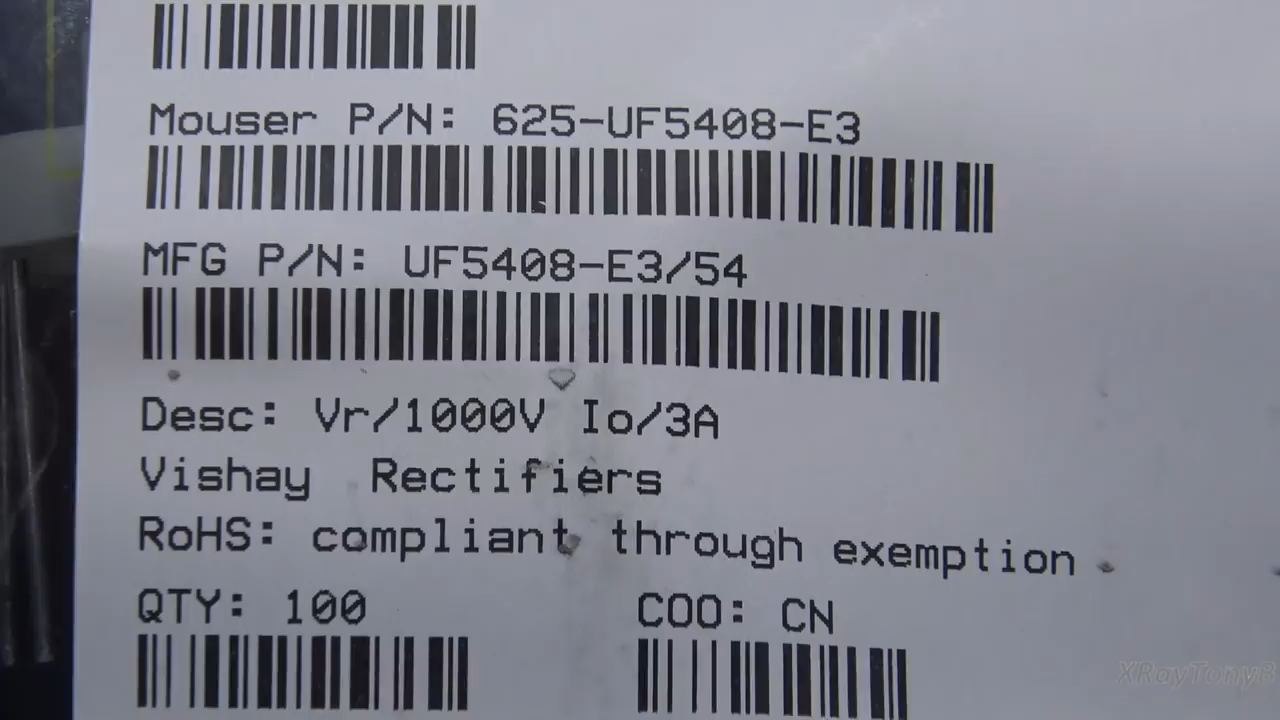 Mouser P/N: 625-UF5408-E3
MFG P/N: UF5408-E3/54
Desc: Vr/1000V Io/3A
Vishay Rectifiers
RoHS: compliant through exemption
QTY: 100 COO: CN
XRayTonyB